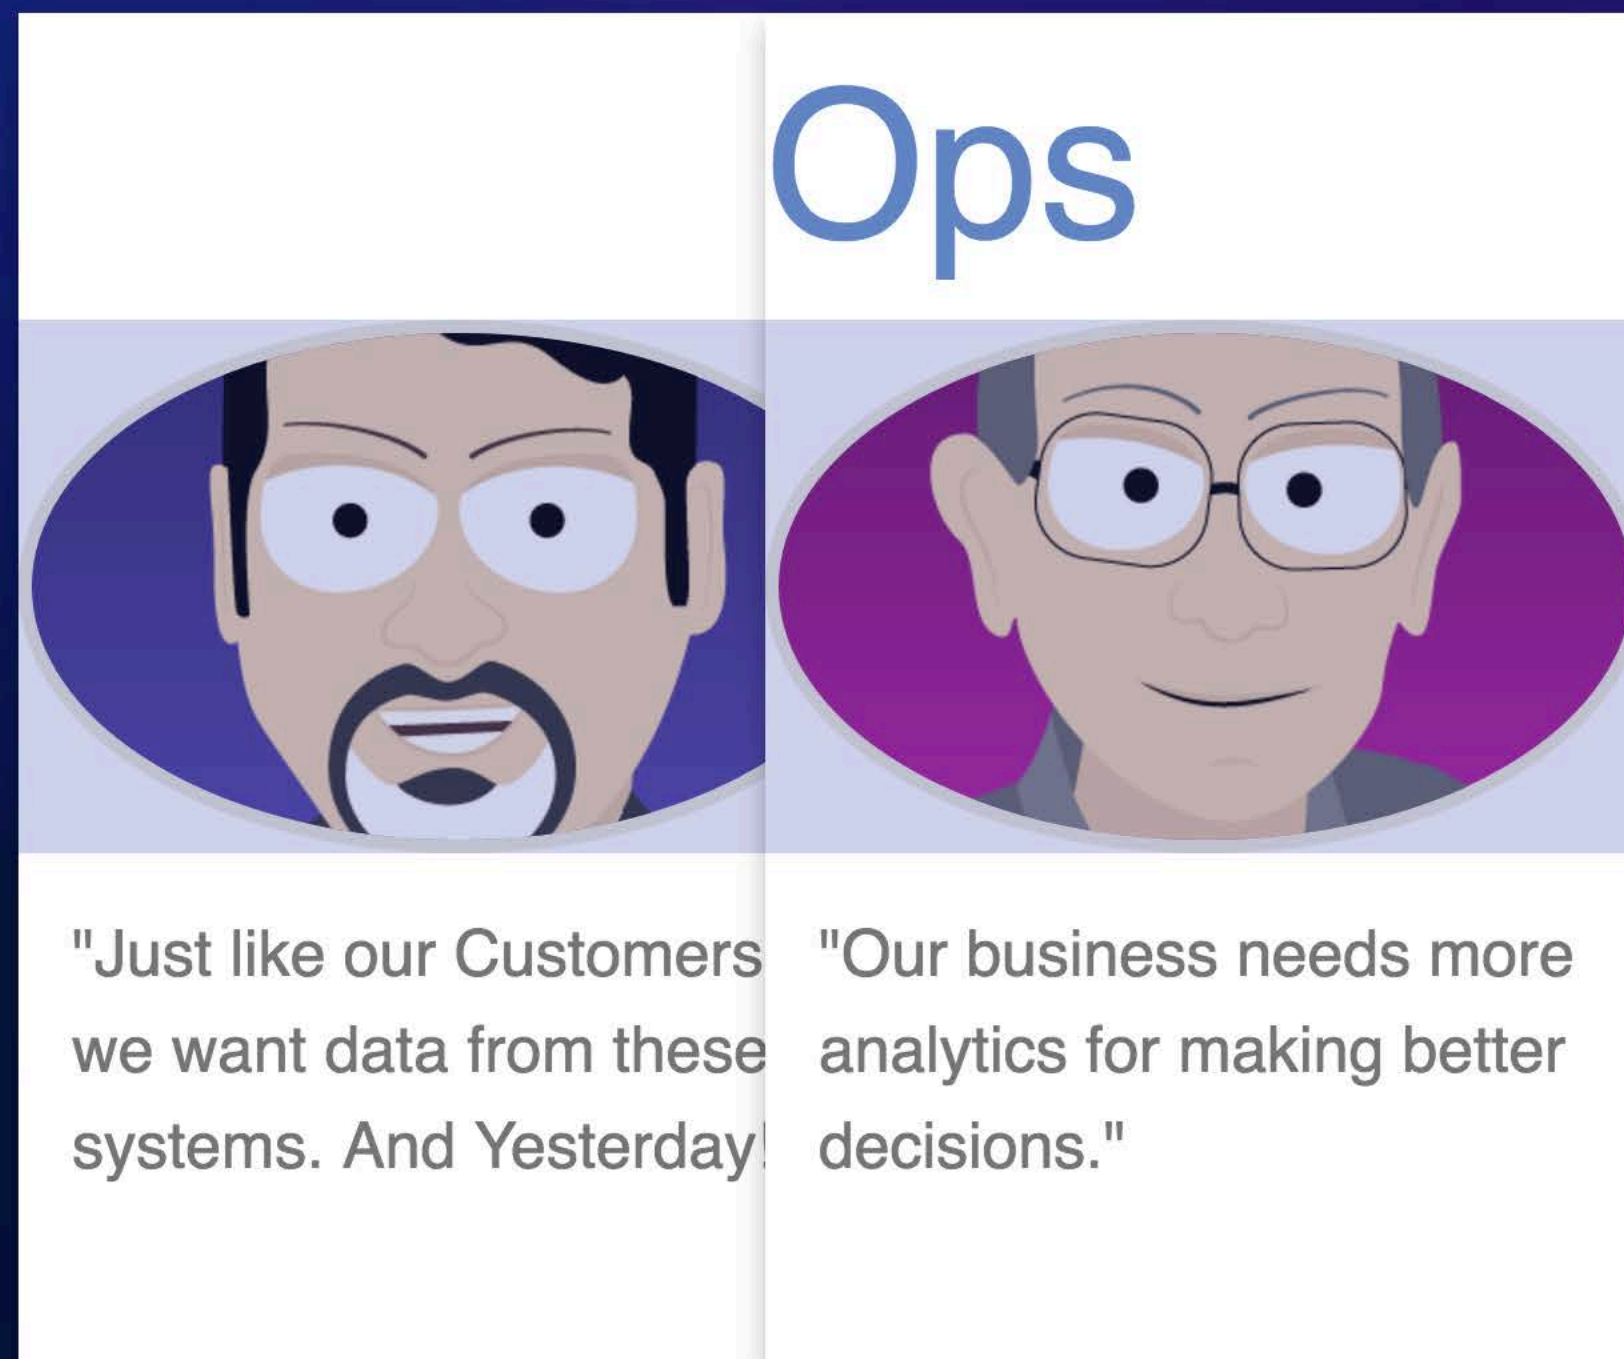 Ops
"Just like our Customers
we want data from these
systems. And Yesterday!
"Our business needs more
analytics for making better
decisions."